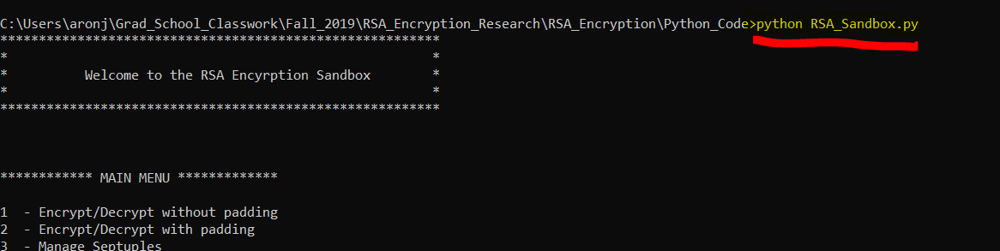 C:\Users\aronj\Grad_School_Classwork\Fall_2019\RSA_Encryption_Research\RSA_Encryption\Python_Code>python RSA_Sandbox.py
*********************************************************
* *
* Welcome to the RSA Encyrption Sandbox *
* *
*********************************************************
************ MAIN MENU *************
1 - Encrypt/Decrypt without padding
2 - Encrypt/Decrypt with padding
3 - Manage Septuples